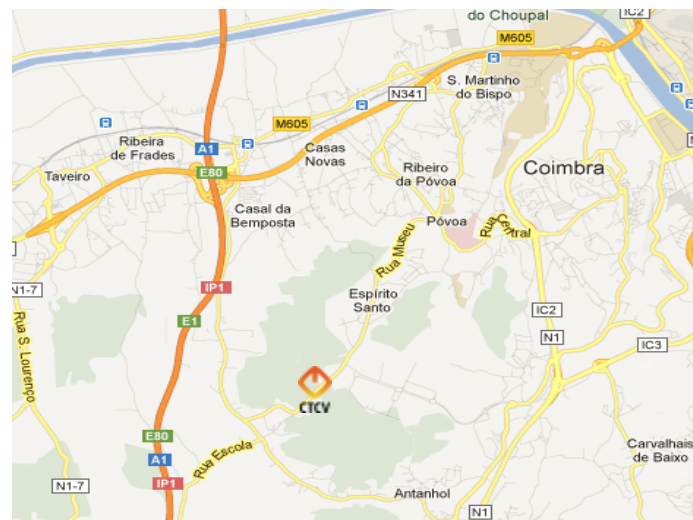 do Choupal
IC2
M605
S. Martinho
do Bispo
N341
M605
Ribeira
de Frades
A1
Casas
Novas
E80
Taveiro
Ribeiro
da Póvoa
Coimbra
Casal da
Bemposta
Póvoa
Rua Central
Rua Museu
IP1
N1-7
Espírito
Santo
IC2
E1
N1
IC3
Rua S. Lourenço
CTCV
E80
Rua Escola
A1
Carvalhais
de Baixo
IP1
N1-7
Antanhol
N1